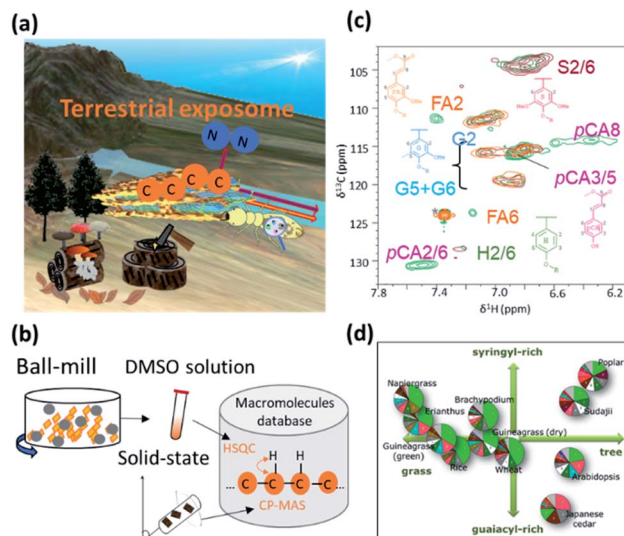 (a)
Terrestrial exposome
N N
C C C C
(b)
Ball-mill
DMSO solution
Solid-state
Macromolecules
database
HSQC
H H
... C C C C ...
CP-MAS
(c)
105
110
115
120
125
130
δ13C (ppm)
7.8 7.4 7.0 6.6 6.2
δ1H (ppm)
S2/6
FA2
G2
pCA8
G5+G6
pCA3/5
FA6
pCA2/6
H2/6
(d)
syringyl-rich
Poplar
Napiergrass
Brachypodium
Sudajii
Erianthus
Guineagrass (dry)
Guineagrass
(green)
grass
tree
Rice
Wheat
Arabidopsis
Japanese
cedar
guaiacyl-rich